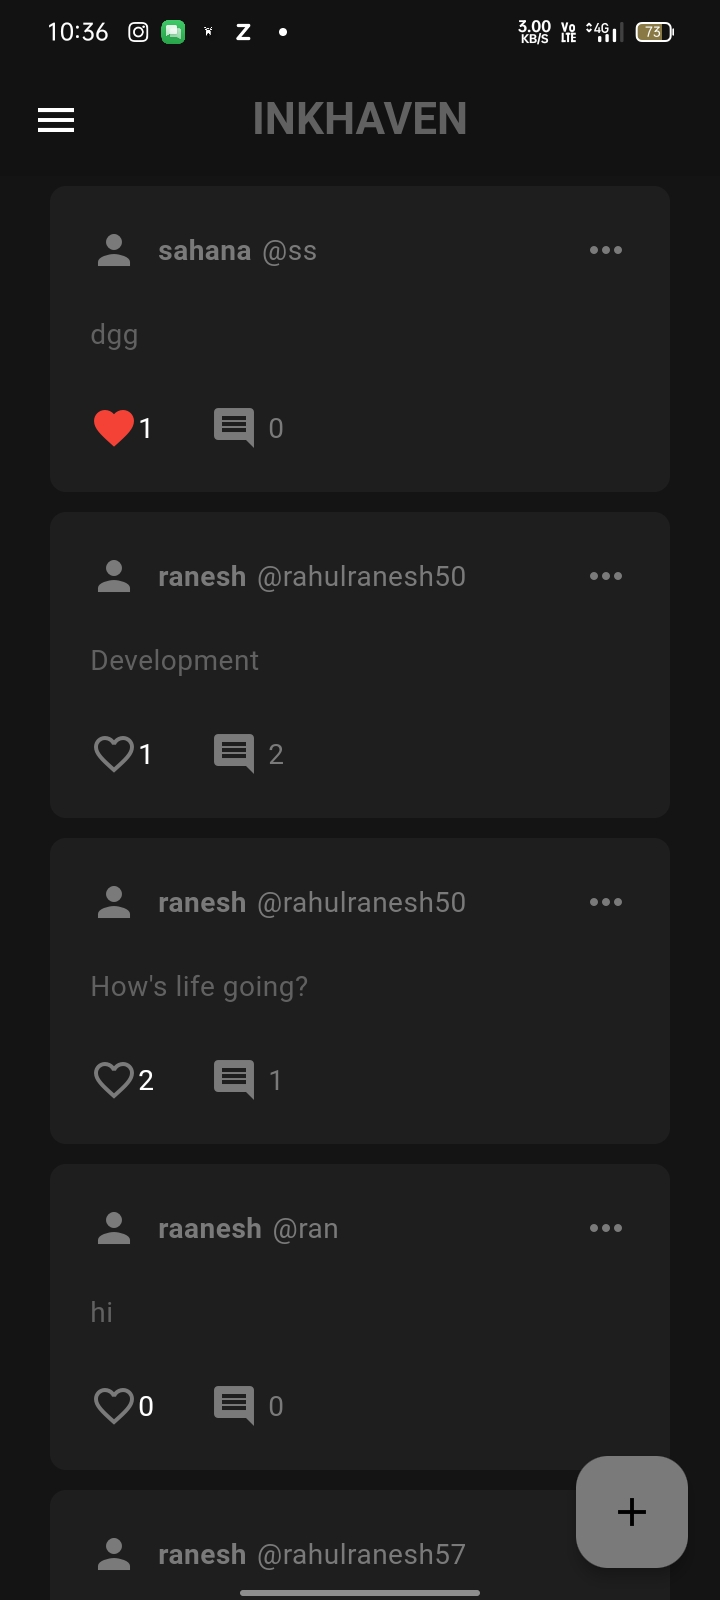 10:36 Z 3.00 KB/S Vo LTE 4G 73
INKHAVEN
sahana @ss
dgg
1 0
ranesh @rahulranesh50
Development
1 2
ranesh @rahulranesh50
How's life going?
2 1
raanesh @ran
hi
0 0
ranesh @rahulranesh57